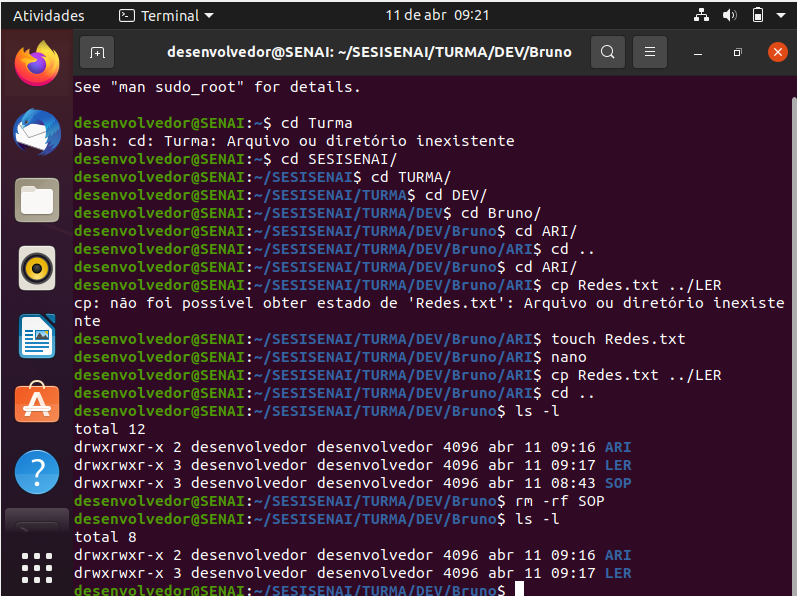 Atividades
Terminal
11 de abr 09:21
desenvolvedor@SENAI: ~/SESISENAI/TURMA/DEV/Bruno
See "man sudo_root" for details.
desenvolvedor@SENAI:~$ cd Turma
bash: cd: Turma: Arquivo ou diretório inexistente
desenvolvedor@SENAI:~$ cd SESISENAI/
desenvolvedor@SENAI:~/SESISENAI$ cd TURMA/
desenvolvedor@SENAI:~/SESISENAI/TURMA$ cd DEV/
desenvolvedor@SENAI:~/SESISENAI/TURMA/DEV$ cd Bruno/
desenvolvedor@SENAI:~/SESISENAI/TURMA/DEV/Bruno$ cd ARI/
desenvolvedor@SENAI:~/SESISENAI/TURMA/DEV/Bruno/ARI$ cd ..
desenvolvedor@SENAI:~/SESISENAI/TURMA/DEV/Bruno$ cd ARI/
desenvolvedor@SENAI:~/SESISENAI/TURMA/DEV/Bruno/ARI$ cp Redes.txt ../LER
cp: não foi possível obter estado de 'Redes.txt': Arquivo ou diretório inexiste
nte
desenvolvedor@SENAI:~/SESISENAI/TURMA/DEV/Bruno/ARI$ touch Redes.txt
desenvolvedor@SENAI:~/SESISENAI/TURMA/DEV/Bruno/ARI$ nano
desenvolvedor@SENAI:~/SESISENAI/TURMA/DEV/Bruno/ARI$ cp Redes.txt ../LER
desenvolvedor@SENAI:~/SESISENAI/TURMA/DEV/Bruno/ARI$ cd ..
desenvolvedor@SENAI:~/SESISENAI/TURMA/DEV/Bruno$ ls -l
total 12
drwxrwxr-x 2 desenvolvedor desenvolvedor 4096 abr 11 09:16 ARI
drwxrwxr-x 3 desenvolvedor desenvolvedor 4096 abr 11 09:17 LER
drwxrwxr-x 3 desenvolvedor desenvolvedor 4096 abr 11 08:43 SOP
desenvolvedor@SENAI:~/SESISENAI/TURMA/DEV/Bruno$ rm -rf SOP
desenvolvedor@SENAI:~/SESISENAI/TURMA/DEV/Bruno$ ls -l
total 8
drwxrwxr-x 2 desenvolvedor desenvolvedor 4096 abr 11 09:16 ARI
drwxrwxr-x 3 desenvolvedor desenvolvedor 4096 abr 11 09:17 LER
desenvolvedor@SENAI:~/SESISENAI/TURMA/DEV/Bruno$